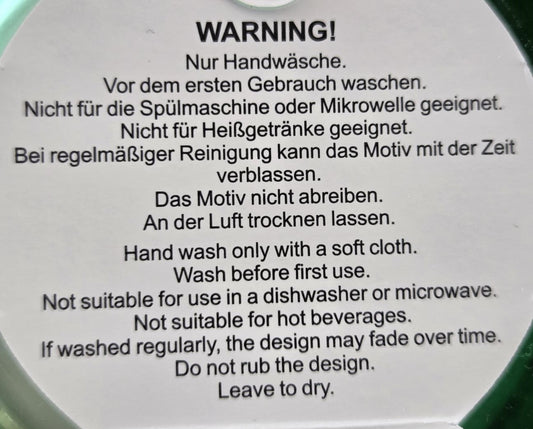 WARNING!
Nur Handwäsche.
Vor dem ersten Gebrauch waschen.
Nicht für die Spülmaschine oder Mikrowelle geeignet.
Nicht für Heißgetränke geeignet.
Bei regelmäßiger Reinigung kann das Motiv mit der Zeit
verblassen.
Das Motiv nicht abreiben.
An der Luft trocknen lassen.
Hand wash only with a soft cloth.
Wash before first use.
Not suitable for use in a dishwasher or microwave.
Not suitable for hot beverages.
If washed regularly, the design may fade over time.
Do not rub the design.
Leave to dry.